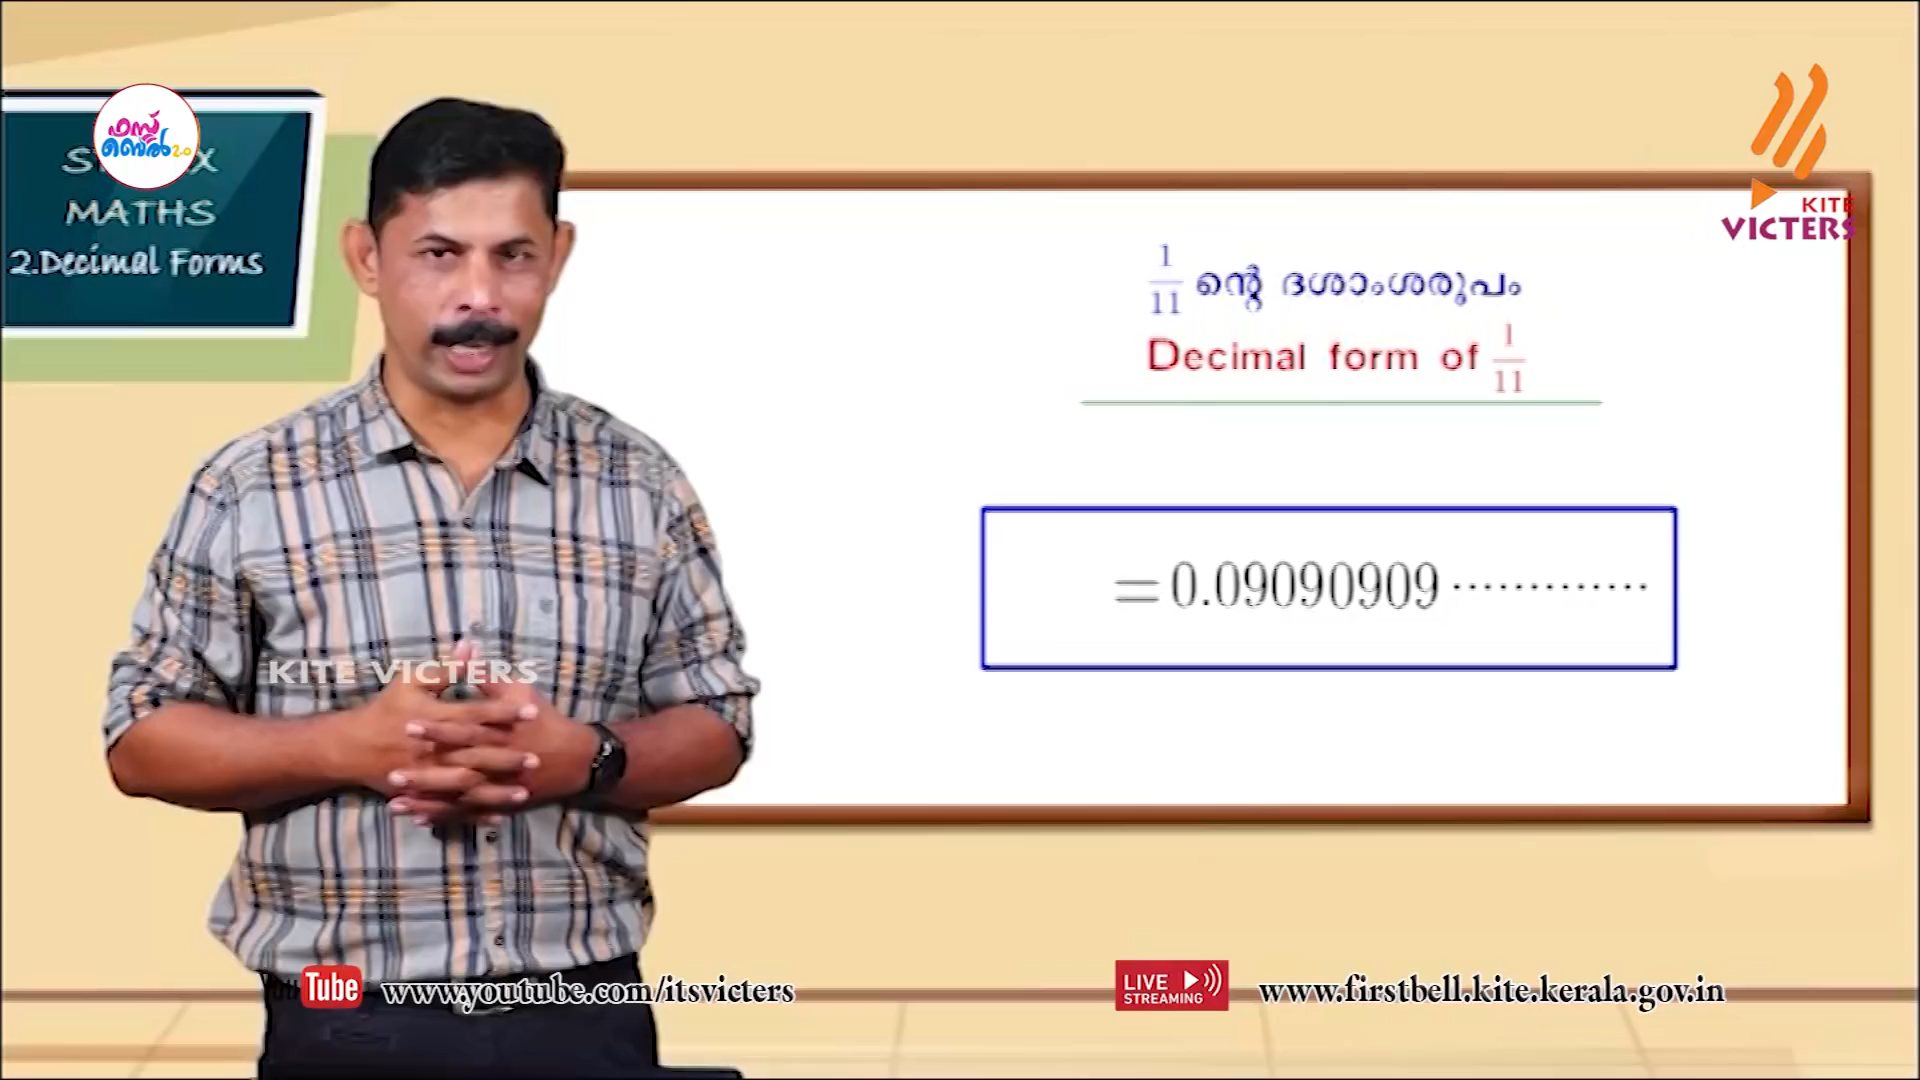 ഫസ്റ്റ്
ബെൽ 2.0
MATHS
2.Decimal Forms
KITE
VICTERS
1
11 ന്റെ ദശാംശരൂപം
Decimal form of 1
11
=0.09090909.............
KITE VICTERS
Tube www.youtube.com/itsvicters
LIVE
STREAMING www.firstbell.kite.kerala.gov.in